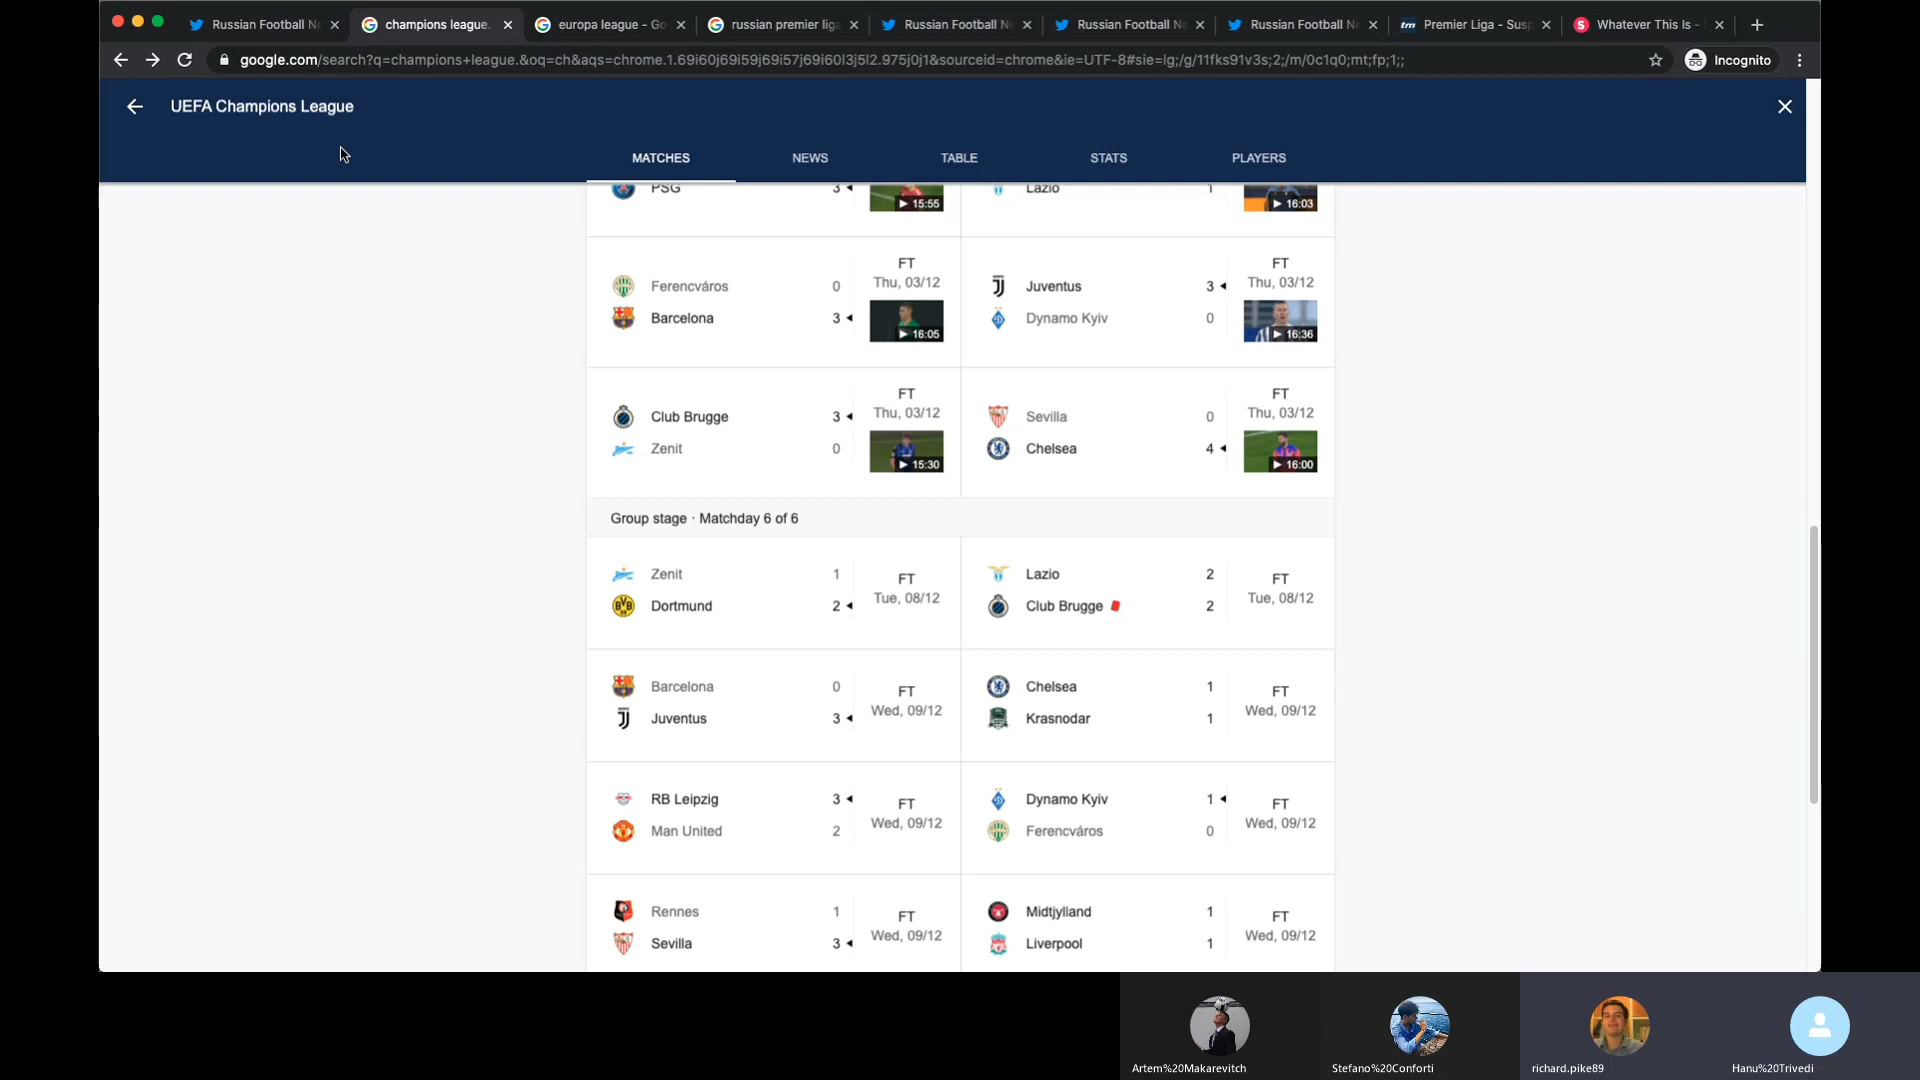 Russian Football Ne
champions league.
europa league - Go
russian premier liga
Russian Football Ne
Russian Football Ne
Russian Football Ne
tm Premier Liga - Susp
S Whatever This Is -
google.com/search?q=champions+league.&oq=ch&aqs=chrome.1.69i60j69i59j69i57j69i60l3j5l2.975j0j1&sourceid=chrome&ie=UTF-8#sie=lg;/g/11fks91v3s;2;/m/0c1q0;mt;fp;1;;
Incognito
UEFA Champions League
MATCHES NEWS TABLE STATS PLAYERS
PSG 3
15:55
Lazio 1
16:03
Ferencváros 0
Barcelona 3
FT
Thu, 03/12
16:05
Juventus 3
Dynamo Kyiv 0
FT
Thu, 03/12
16:36
Club Brugge 3
Zenit 0
FT
Thu, 03/12
15:30
Sevilla 0
Chelsea 4
FT
Thu, 03/12
16:00
Group stage · Matchday 6 of 6
Zenit 1
Dortmund 2
FT
Tue, 08/12
Lazio 2
Club Brugge 2
FT
Tue, 08/12
Barcelona 0
Juventus 3
FT
Wed, 09/12
Chelsea 1
Krasnodar 1
FT
Wed, 09/12
RB Leipzig 3
Man United 2
FT
Wed, 09/12
Dynamo Kyiv 1
Ferencváros 0
FT
Wed, 09/12
Rennes 1
Sevilla 3
FT
Wed, 09/12
Midtjylland 1
Liverpool 1
FT
Wed, 09/12
Artem%20Makarevitch
Stefano%20Conforti
richard.pike89
Hanu%20Trivedi